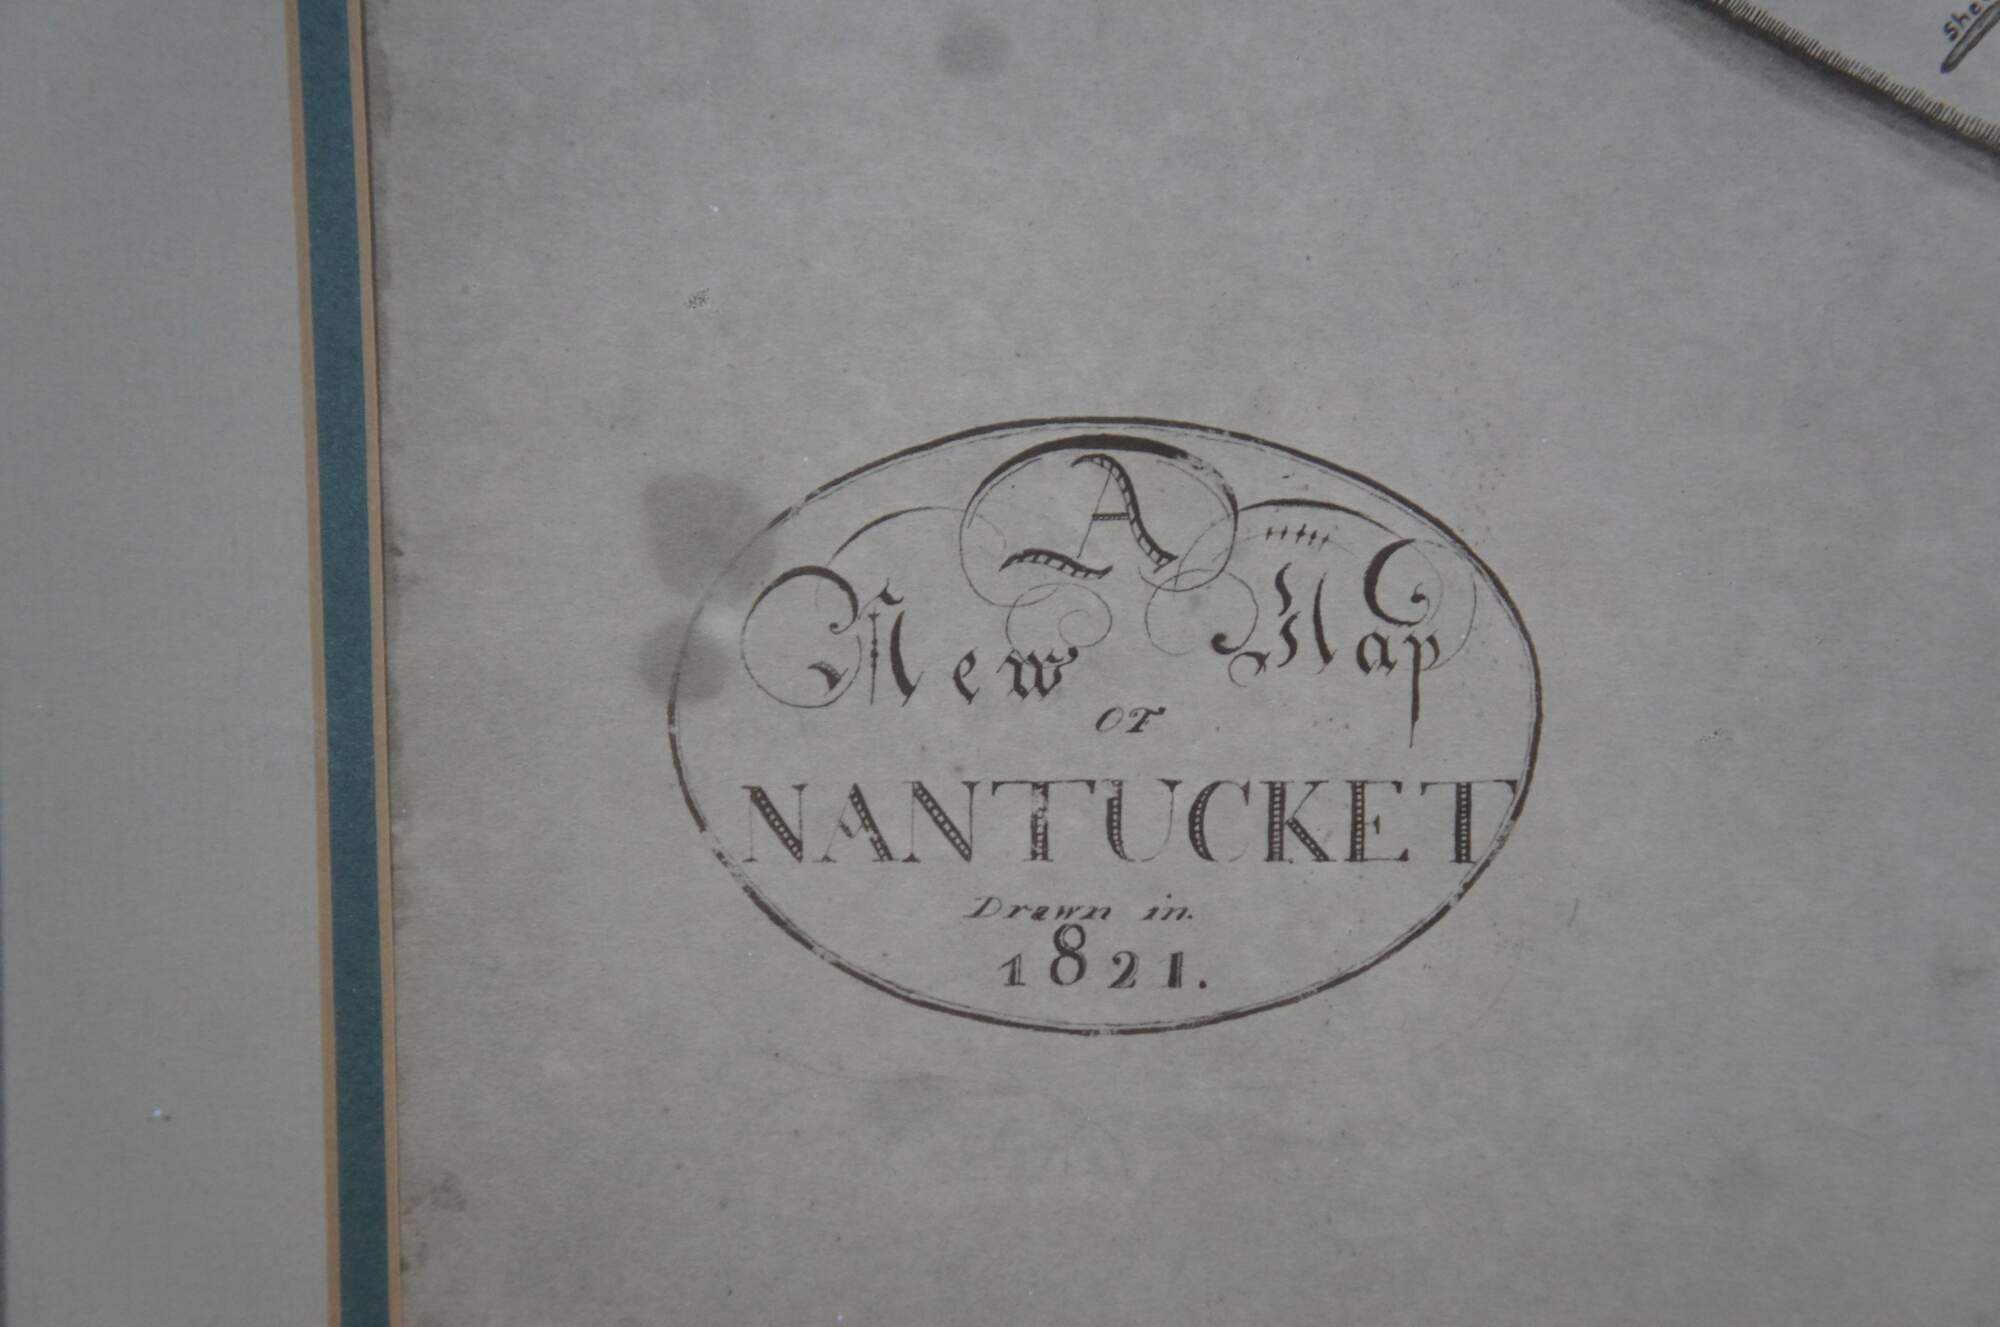 A
New Map
OF
NANTUCKET
Drawn in.
1821.